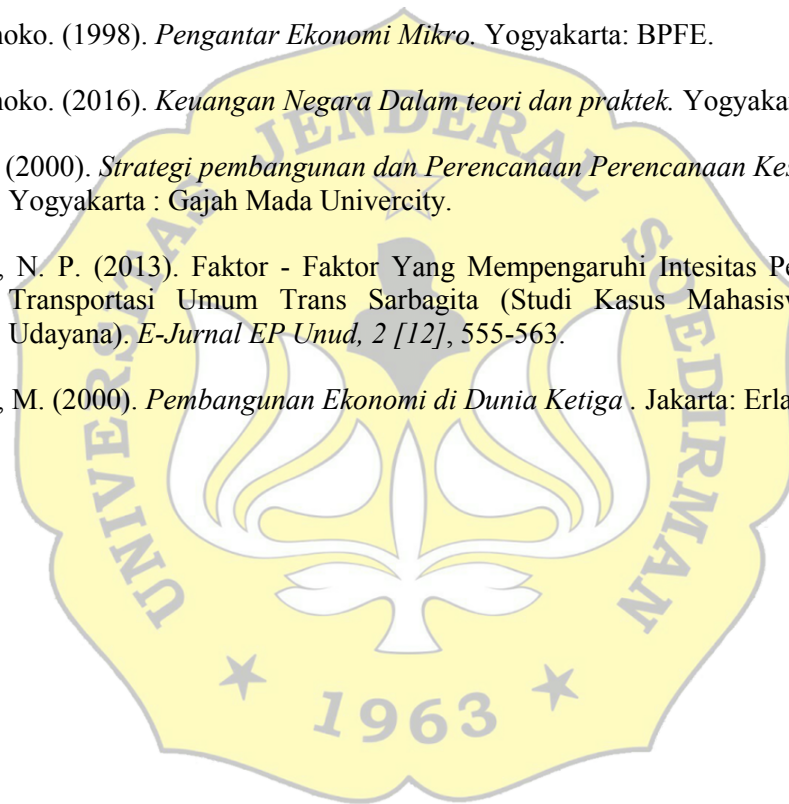 noko. (1998). Pengantar Ekonomi Mikro. Yogyakarta: BPFE.
noko. (2016). Keuangan Negara Dalam teori dan praktek. Yogyaka
(2000). Strategi pembangunan dan Perencanaan Perencanaan Kes
Yogyakarta : Gajah Mada Univercity.
, N. P. (2013). Faktor - Faktor Yang Mempengaruhi Intesitas Pe
Transportasi Umum Trans Sarbagita (Studi Kasus Mahasis
Udayana). E-Jurnal EP Unud, 2 [12], 555-563.
, M. (2000). Pembangunan Ekonomi di Dunia Ketiga . Jakarta: Erla
UNIVERSITAS JENDERAL SOEDIRMAN
1963